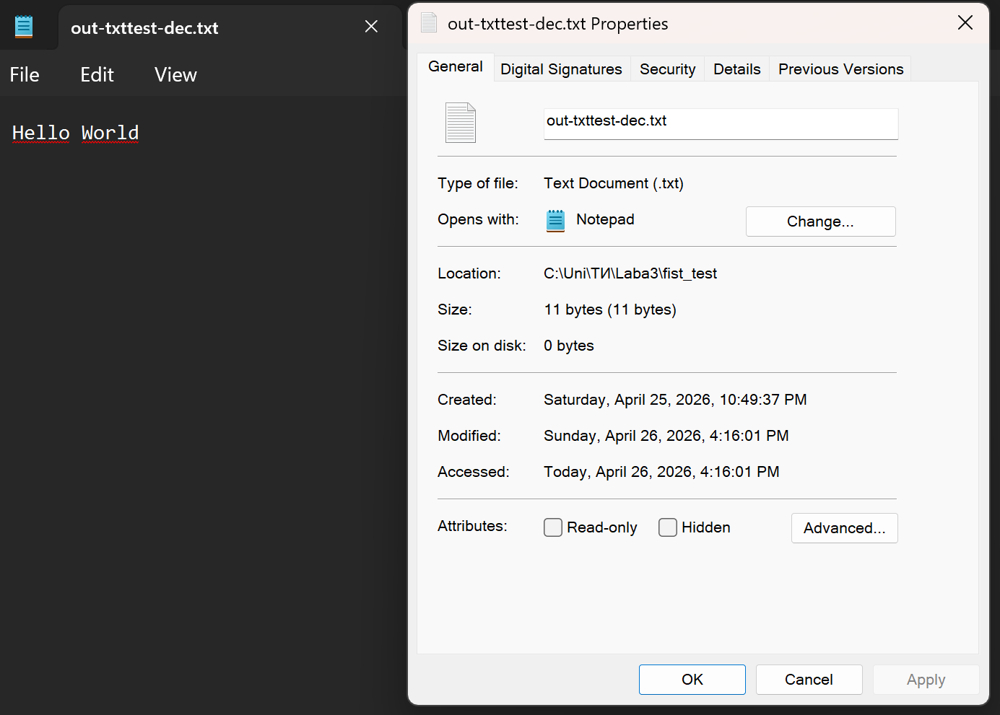 out-txttest-dec.txt
File Edit View
Hello World
out-txttest-dec.txt Properties
General Digital Signatures Security Details Previous Versions
out-txttest-dec.txt
Type of file: Text Document (.txt)
Opens with: Notepad Change...
Location: C:\Uni\ТИ\Laba3\fist_test
Size: 11 bytes (11 bytes)
Size on disk: 0 bytes
Created: Saturday, April 25, 2026, 10:49:37 PM
Modified: Sunday, April 26, 2026, 4:16:01 PM
Accessed: Today, April 26, 2026, 4:16:01 PM
Attributes: Read-only Hidden Advanced...
OK Cancel Apply